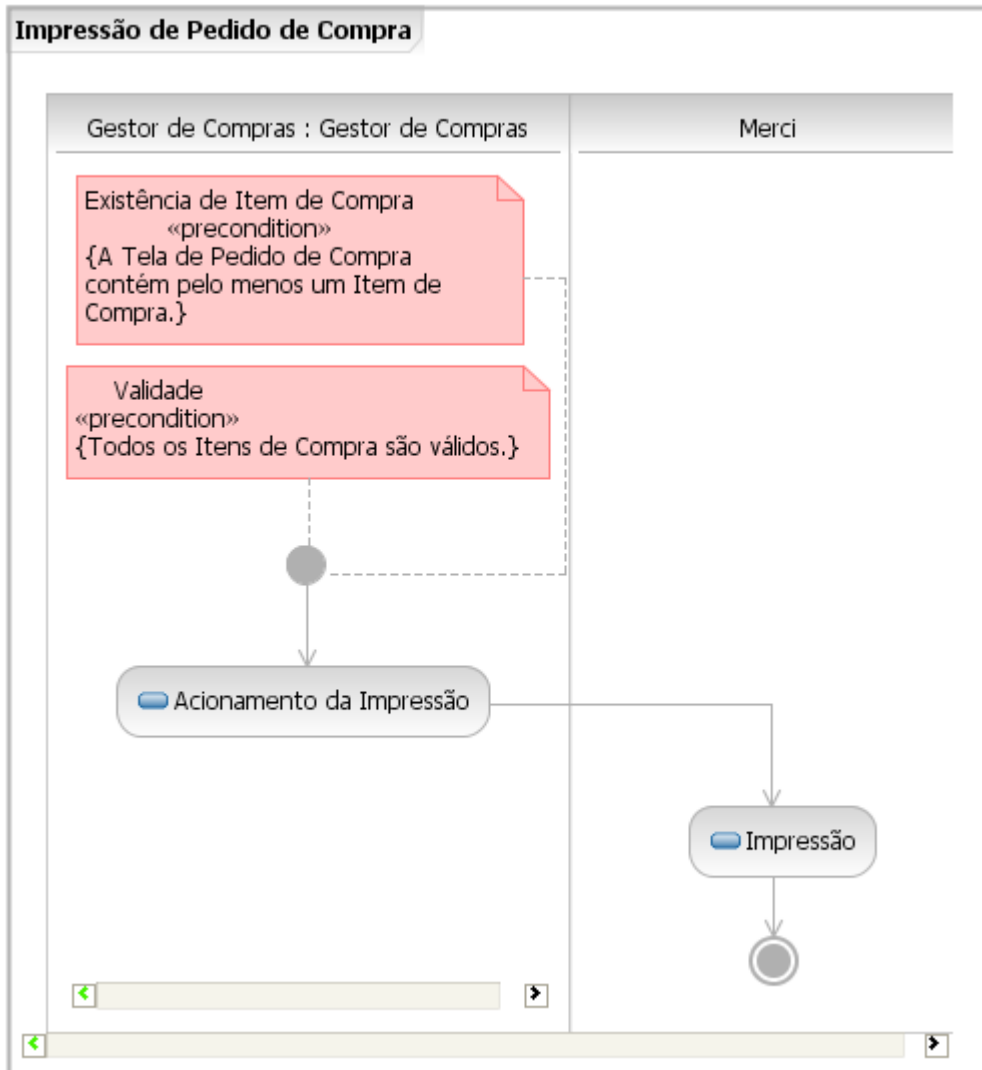 Impressão de Pedido de Compra
Gestor de Compras : Gestor de Compras
Merci
Existência de Item de Compra
«precondition»
{A Tela de Pedido de Compra
contém pelo menos um Item de
Compra.}
Validade
«precondition»
{Todos os Itens de Compra são válidos.}
Acionamento da Impressão
Impressão